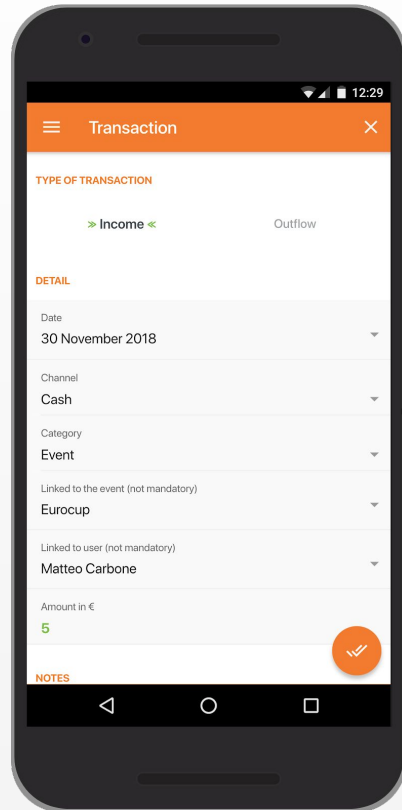 12:29
Transaction
TYPE OF TRANSACTION
Income
Outflow
DETAIL
Date
30 November 2018
Channel
Cash
Category
Event
Linked to the event (not mandatory)
Eurocup
Linked to user (not mandatory)
Matteo Carbone
Amount in €
5
NOTES